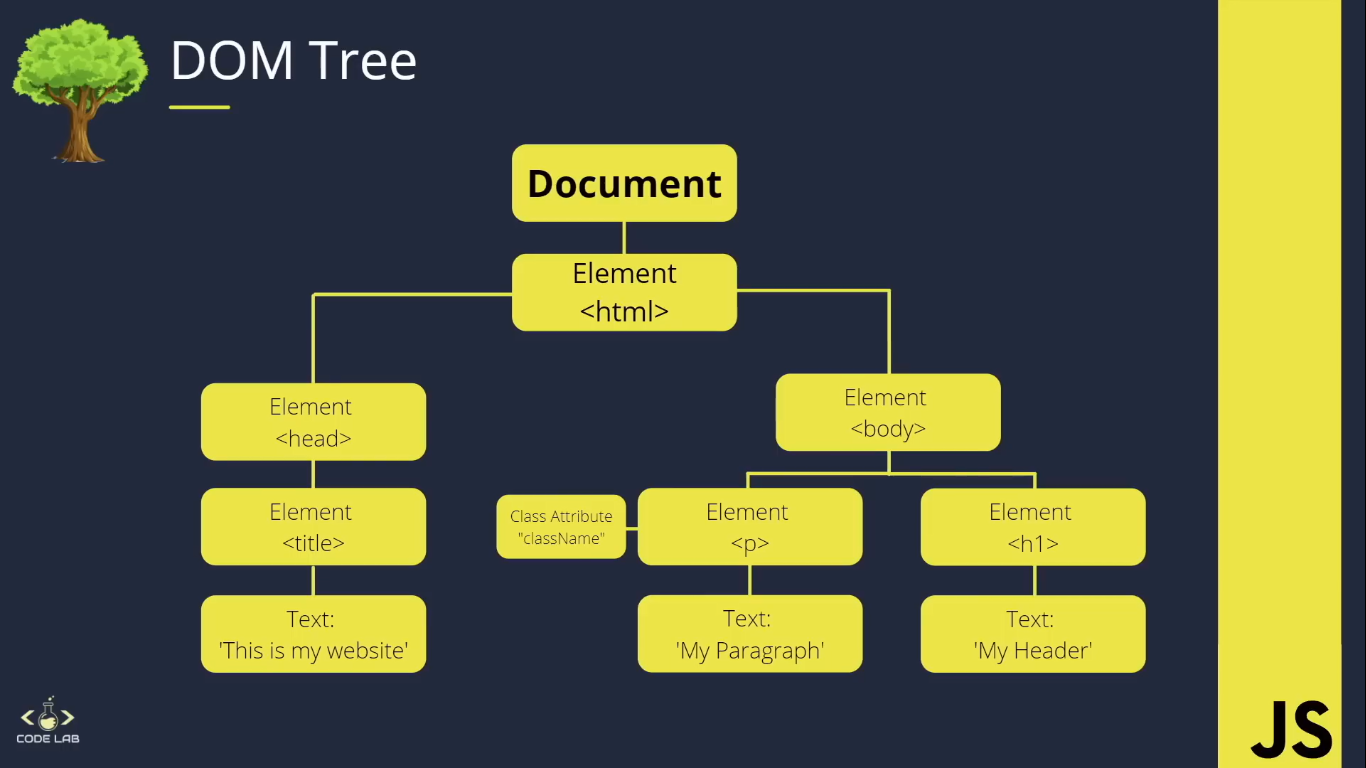 DOM Tree
Document
Element
<html>
Element
<head>
Element
<body>
Element
<title>
Class Attribute
"className"
Element
<p>
Element
<h1>
Text:
'This is my website'
Text:
'My Paragraph'
Text:
'My Header'
CODE LAB
JS